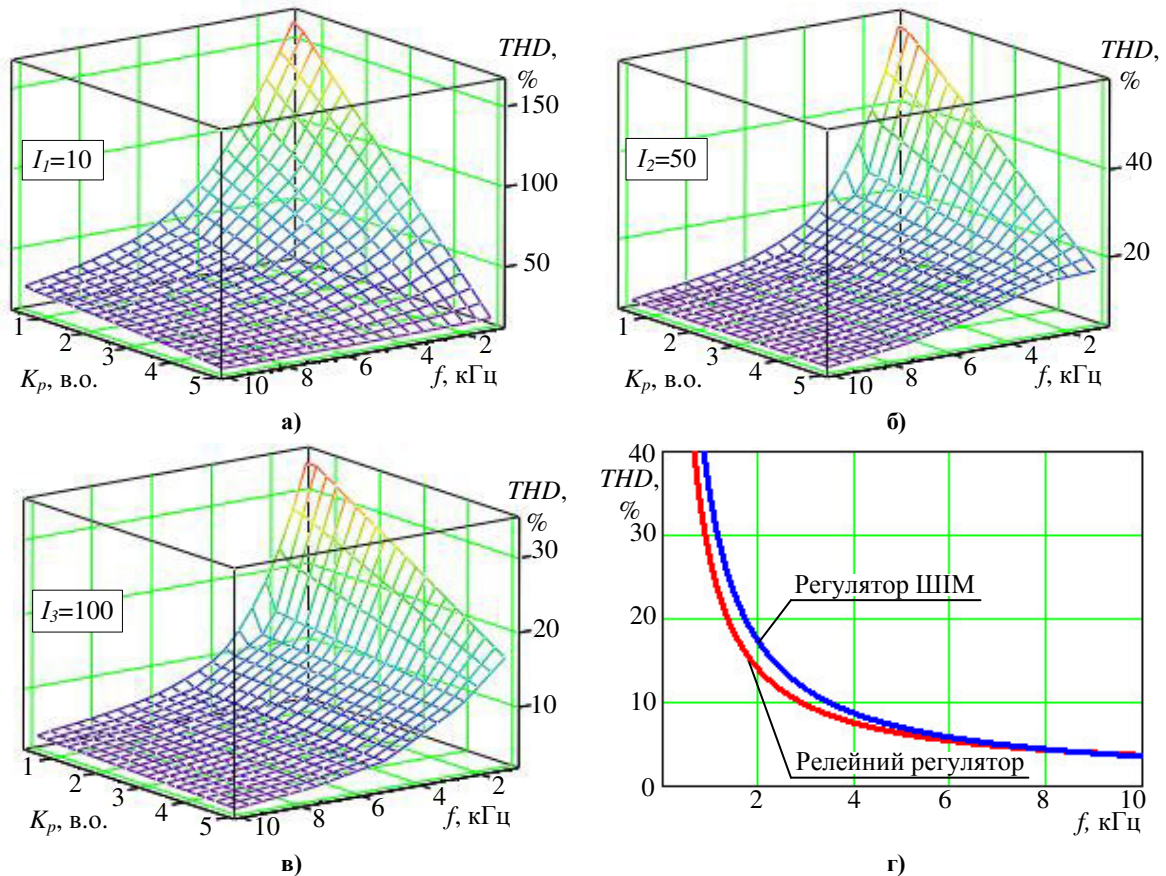 THD,
%
150
100
50
I₁=10
1
2
3
4
5
Kₚ, в.о.
10
8
6
4
2
f, кГц
а)
THD,
%
40
20
I₂=50
1
2
3
4
5
Kₚ, в.о.
10
8
6
4
2
f, кГц
б)
THD,
%
30
20
10
I₃=100
1
2
3
4
5
Kₚ, в.о.
10
8
6
4
2
f, кГц
в)
40
THD,
%
30
20
10
0
Регулятор ШІМ
Релейний регулятор
2
4
6
8
10
f, кГц
г)